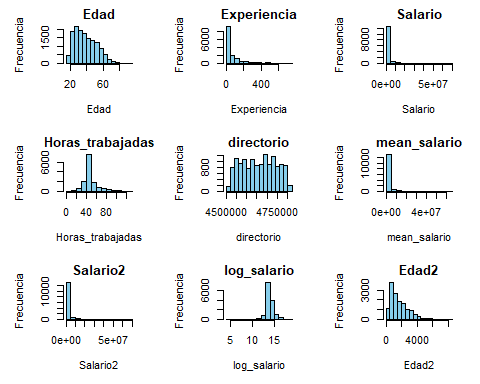 Edad
Frecuencia
0 1500
20 60
Edad
Experiencia
Frecuencia
0 6000
0 400
Experiencia
Salario
Frecuencia
0 10000
0e+00 5e+07
Salario
Horas_trabajadas
Frecuencia
0 6000
0 40 80
Horas_trabajadas
directorio
Frecuencia
0 800
4500000 4750000
directorio
mean_salario
Frecuencia
0 10000
0e+00 4e+07
mean_salario
Salario2
Frecuencia
0 10000
0e+00 5e+07
Salario2
log_salario
Frecuencia
0 6000
5 10 15
log_salario
Edad2
Frecuencia
0 3000
0 4000
Edad2